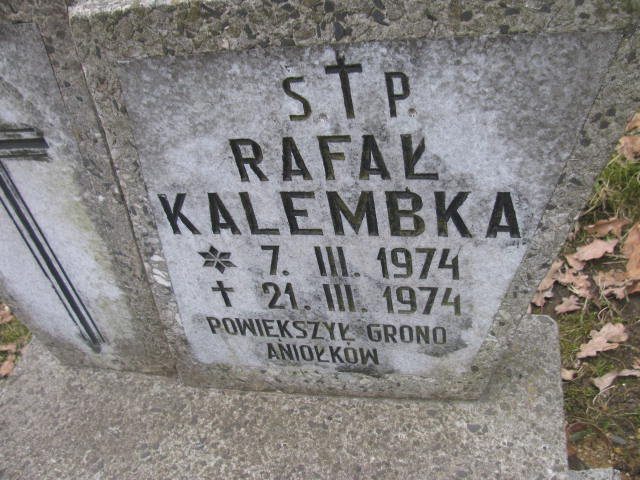 S. † P.
RAFAŁ
KALEMBKA
* 7. III. 1974
† 21. III. 1974
POWIEKSZYŁ GRONO
ANIOŁKÓW